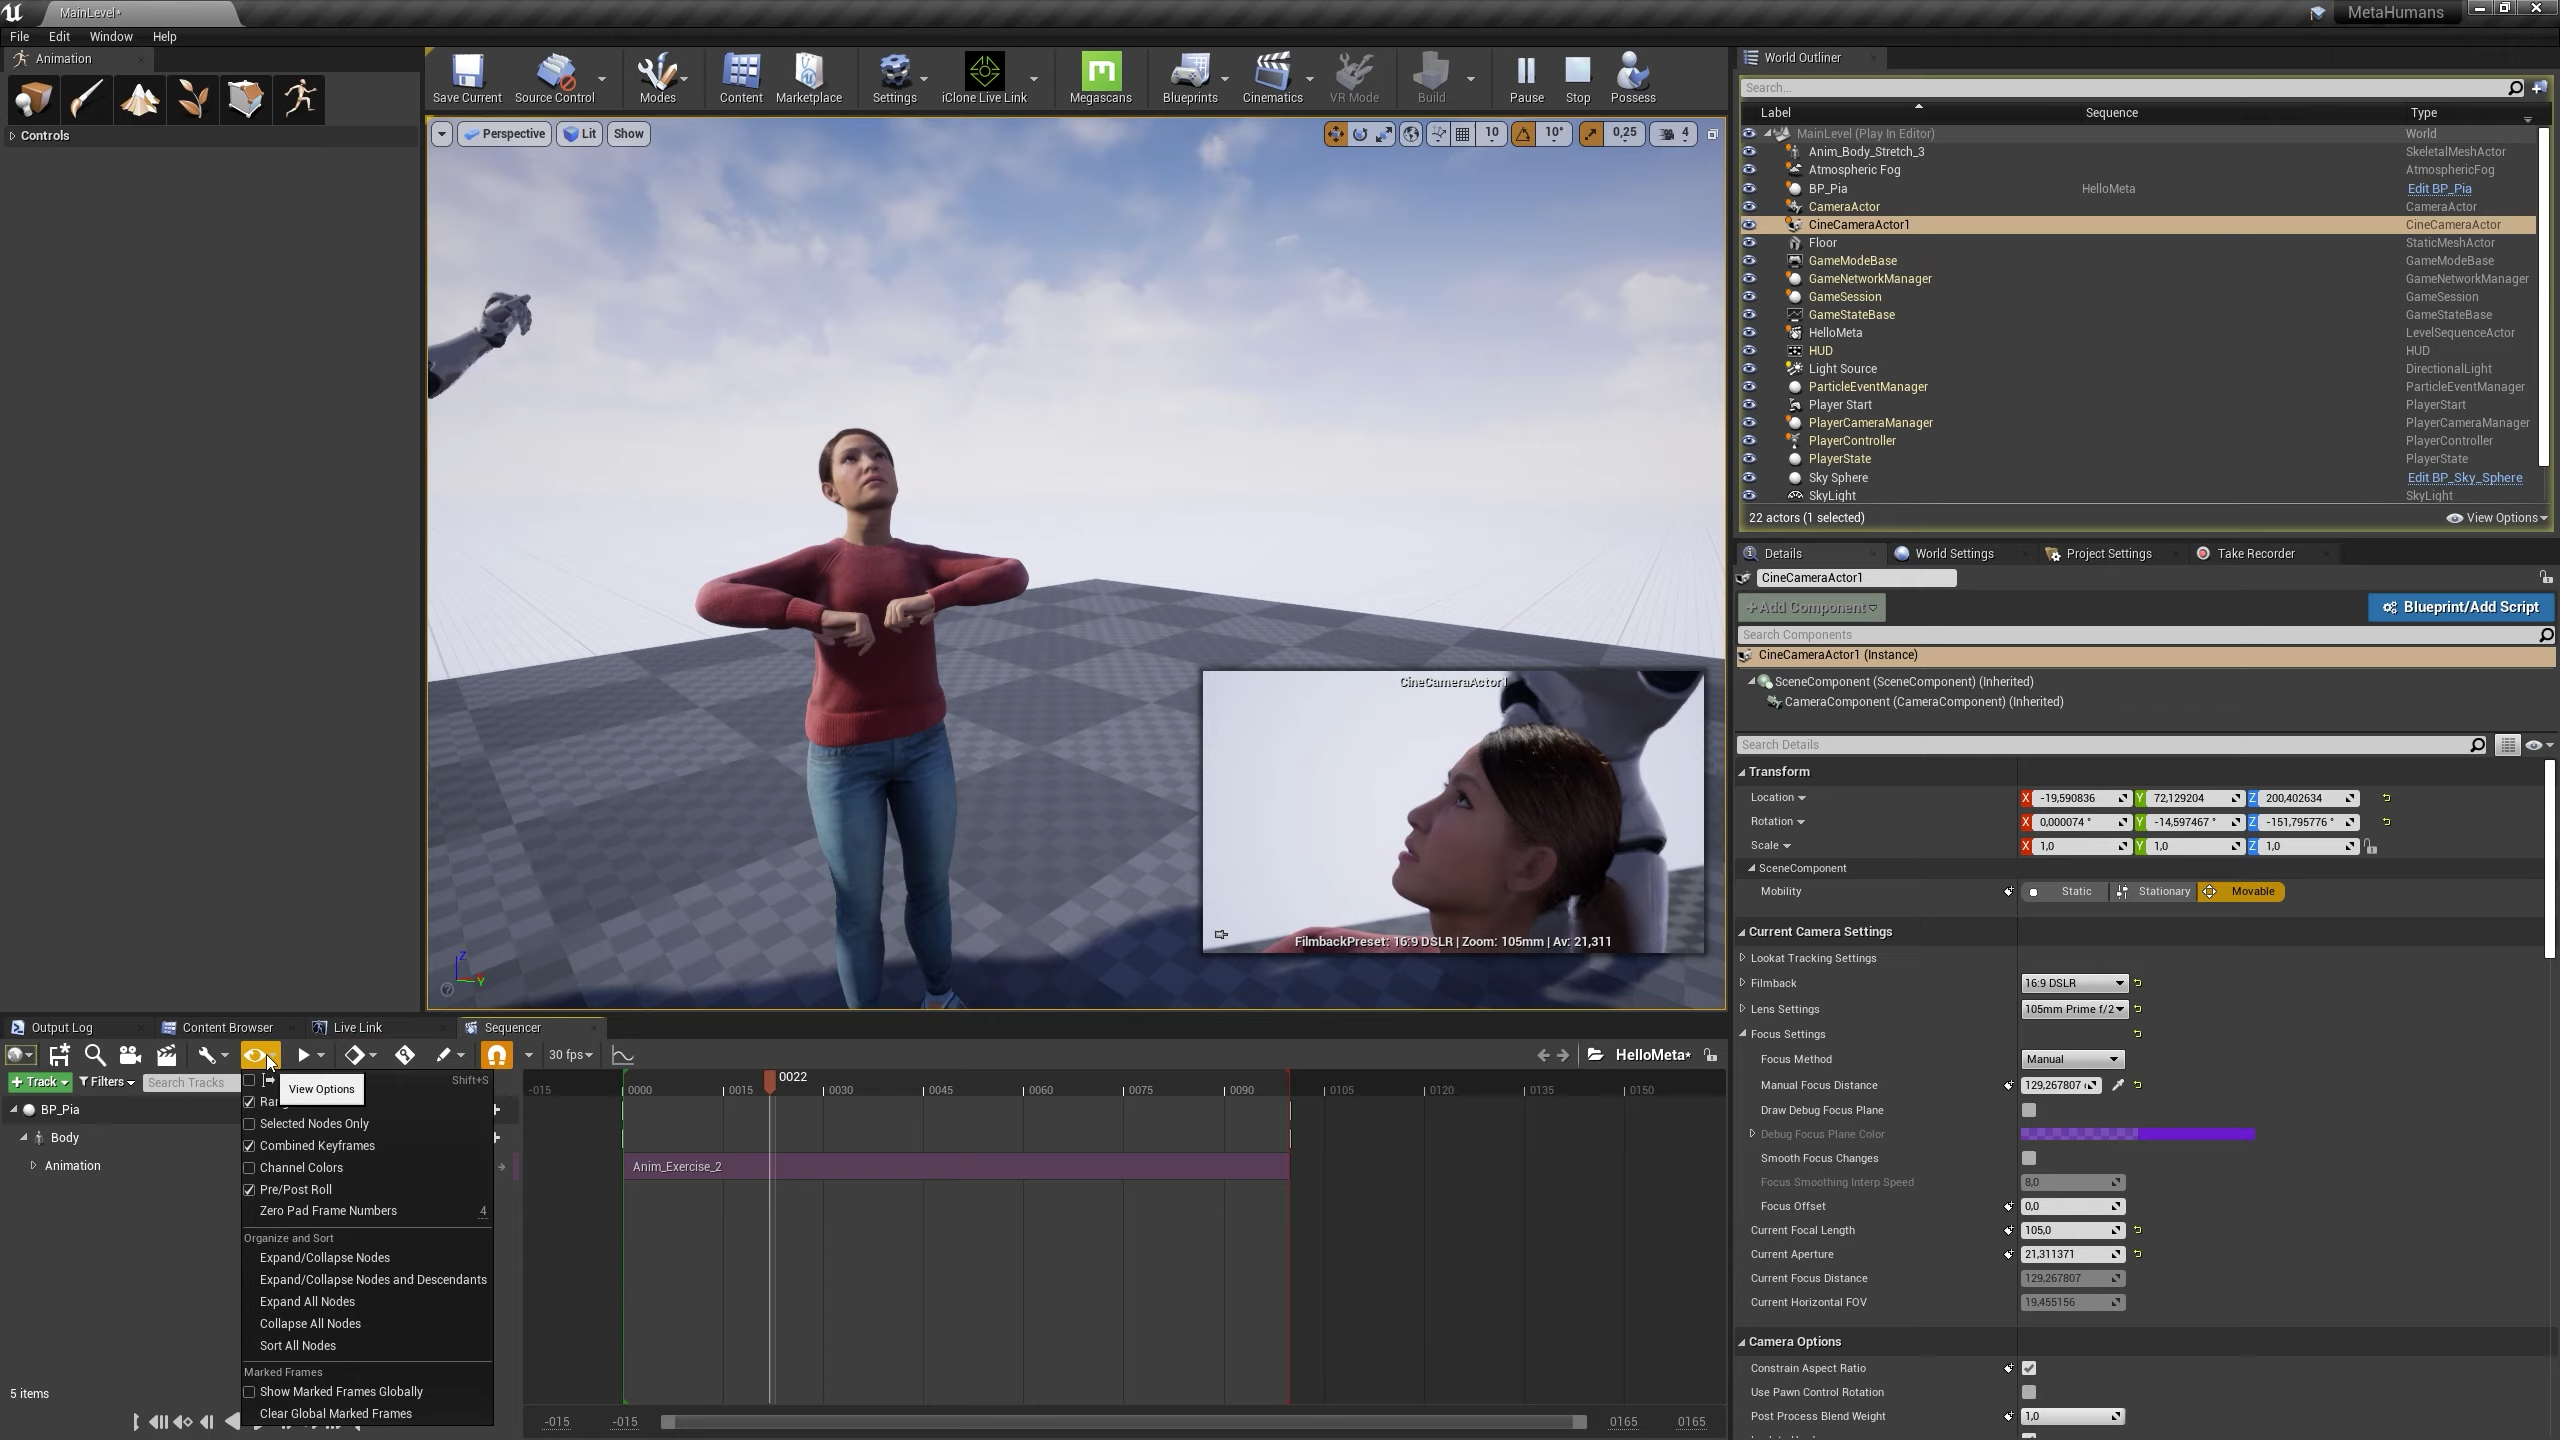 MainLevel*
MetaHumans
File Edit Window Help
Animation
Controls
Save Current
Source Control
Modes
Content
Marketplace
Settings
iClone Live Link
Megascans
Blueprints
Cinematics
VR Mode
Build
Pause
Stop
Possess
Perspective
Lit
Show
10
10°
0,25
4
CineCameraActor1
FilmbackPreset: 16:9 DSLR | Zoom: 105mm | Av: 21,311
World Outliner
Search...
Label Sequence Type
MainLevel (Play In Editor) World
Anim_Body_Stretch_3 SkeletalMeshActor
Atmospheric Fog AtmosphericFog
BP_Pia HelloMeta Edit BP_Pia
CameraActor CameraActor
CineCameraActor1 CineCameraActor
Floor StaticMeshActor
GameModeBase GameModeBase
GameNetworkManager GameNetworkManager
GameSession GameSession
GameStateBase GameStateBase
HelloMeta LevelSequenceActor
HUD HUD
Light Source DirectionalLight
ParticleEventManager ParticleEventManager
Player Start PlayerStart
PlayerCameraManager PlayerCameraManager
PlayerController PlayerController
PlayerState PlayerState
Sky Sphere Edit BP_Sky_Sphere
SkyLight SkyLight
22 actors (1 selected)
View Options
Details
World Settings
Project Settings
Take Recorder
CineCameraActor1
+Add Component
Blueprint/Add Script
Search Components
CineCameraActor1 (Instance)
SceneComponent (SceneComponent) (Inherited)
CameraComponent (CameraComponent) (Inherited)
Search Details
Transform
Location X -19,590836 Y 72,129204 Z 200,402634
Rotation X 0,000074 ° Y -14,597467 ° Z -151,795776 °
Scale X 1,0 Y 1,0 Z 1,0
SceneComponent
Mobility Static Stationary Movable
Current Camera Settings
Lookat Tracking Settings
Filmback 16:9 DSLR
Lens Settings 105mm Prime f/2
Focus Settings
Focus Method Manual
Manual Focus Distance 129,267807
Draw Debug Focus Plane
Debug Focus Plane Color
Smooth Focus Changes
Focus Smoothing Interp Speed 8,0
Focus Offset 0,0
Current Focal Length 105,0
Current Aperture 21,311371
Current Focus Distance 129,267807
Current Horizontal FOV 19,455156
Camera Options
Constrain Aspect Ratio
Use Pawn Control Rotation
Post Process Blend Weight 1,0
Output Log
Content Browser
Live Link
Sequencer
30 fps
HelloMeta*
+ Track
Filters
Search Tracks
BP_Pia
Body
Animation
5 items
View Options
Shift+S
Selected Nodes Only
Combined Keyframes
Channel Colors
Pre/Post Roll
Zero Pad Frame Numbers 4
Organize and Sort
Expand/Collapse Nodes
Expand/Collapse Nodes and Descendants
Expand All Nodes
Collapse All Nodes
Sort All Nodes
Marked Frames
Show Marked Frames Globally
Clear Global Marked Frames
0022
-015 0000 0015 0030 0045 0060 0075 0090 0105 0120 0135 0150
Anim_Exercise_2
-015 -015 0165 0165